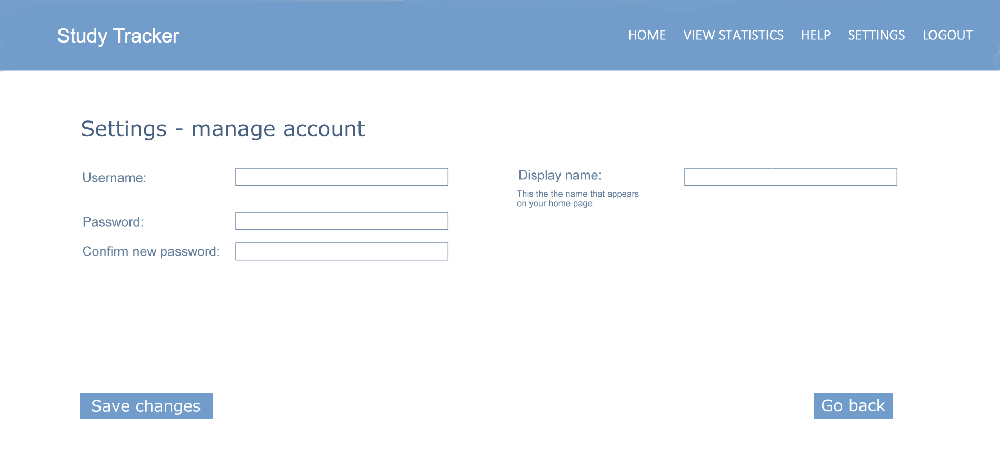 Study Tracker
HOME VIEW STATISTICS HELP SETTINGS LOGOUT
Settings - manage account
Username:
Password:
Confirm new password:
Display name:
This the the name that appears
on your home page.
Save changes
Go back